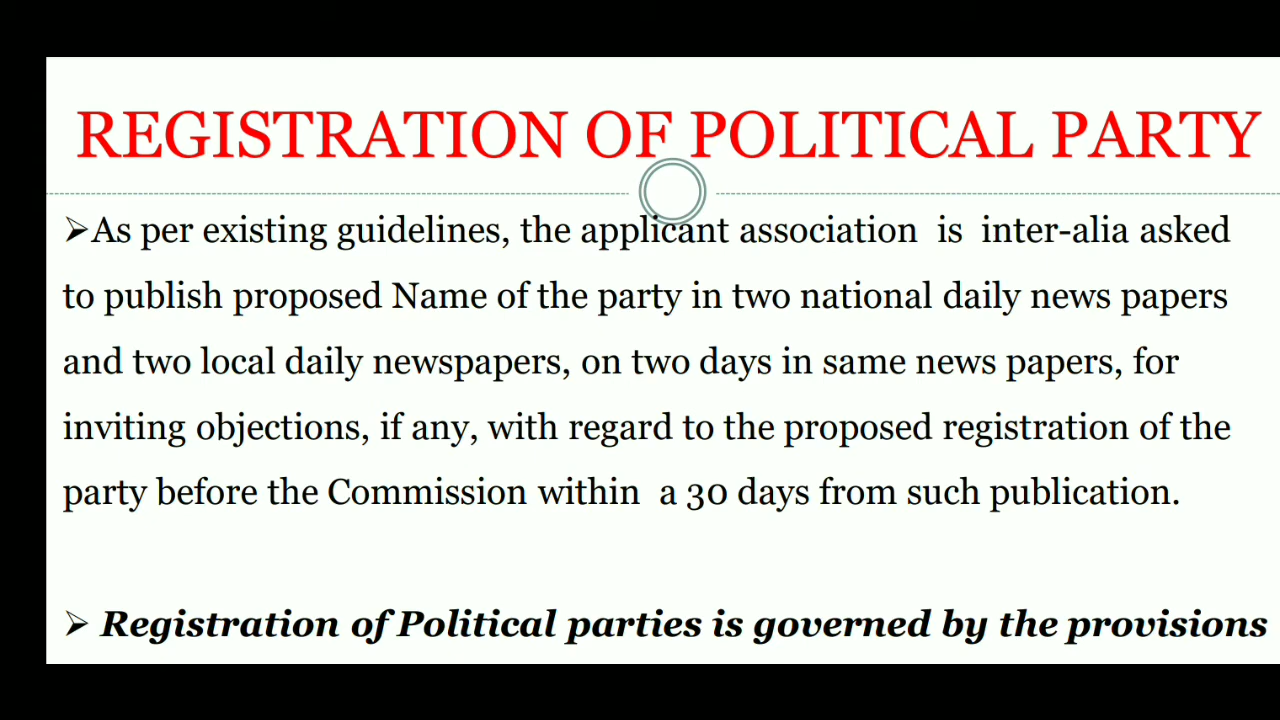 REGISTRATION OF POLITICAL PARTY
➢As per existing guidelines, the applicant association is inter-alia asked
to publish proposed Name of the party in two national daily news papers
and two local daily newspapers, on two days in same news papers, for
inviting objections, if any, with regard to the proposed registration of the
party before the Commission within a 30 days from such publication.
➢ Registration of Political parties is governed by the provisions